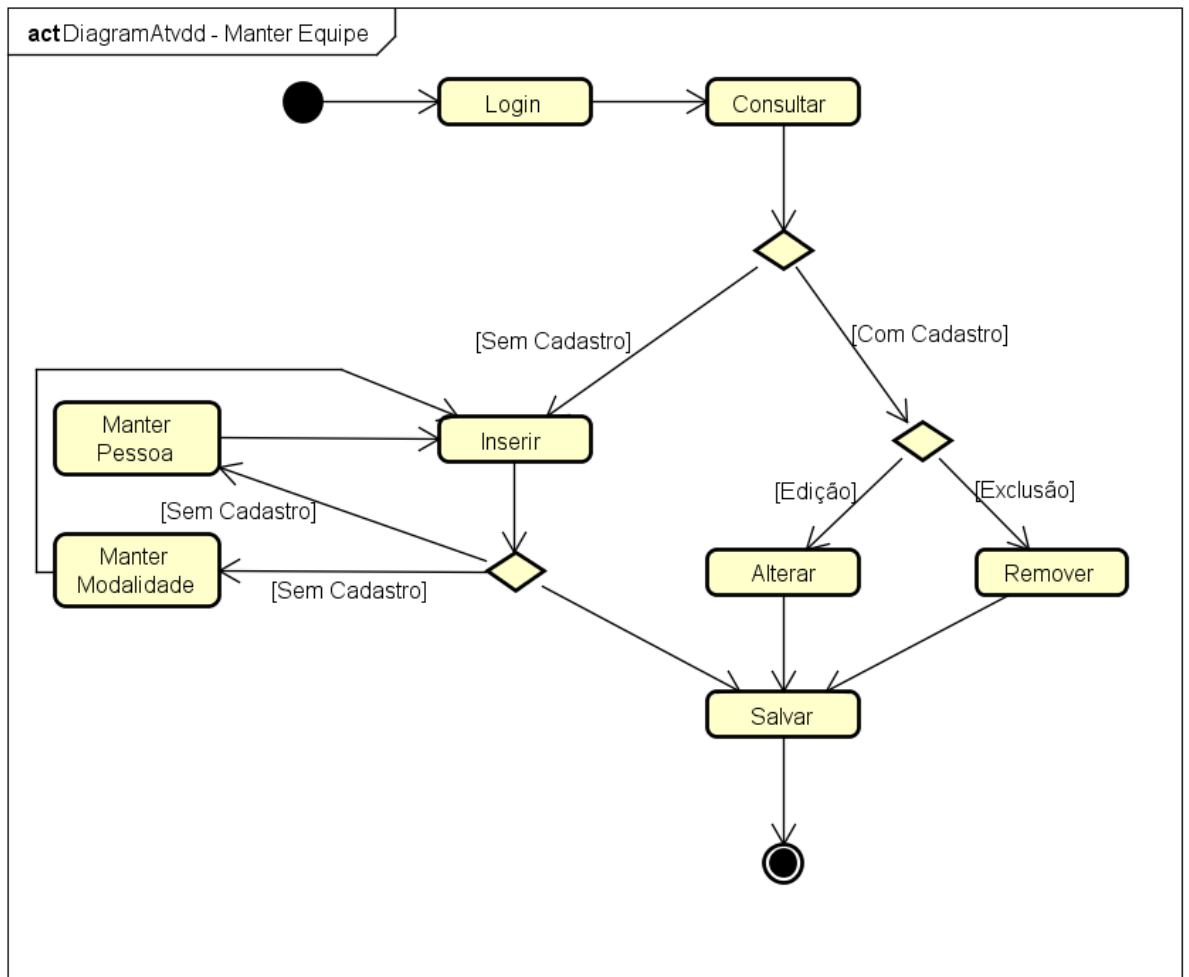 act DiagramAtvdd - Manter Equipe
Login
Consultar
[Sem Cadastro]
[Com Cadastro]
Manter
Pessoa
Inserir
[Edição]
[Exclusão]
[Sem Cadastro]
Manter
Modalidade
[Sem Cadastro]
Alterar
Remover
Salvar